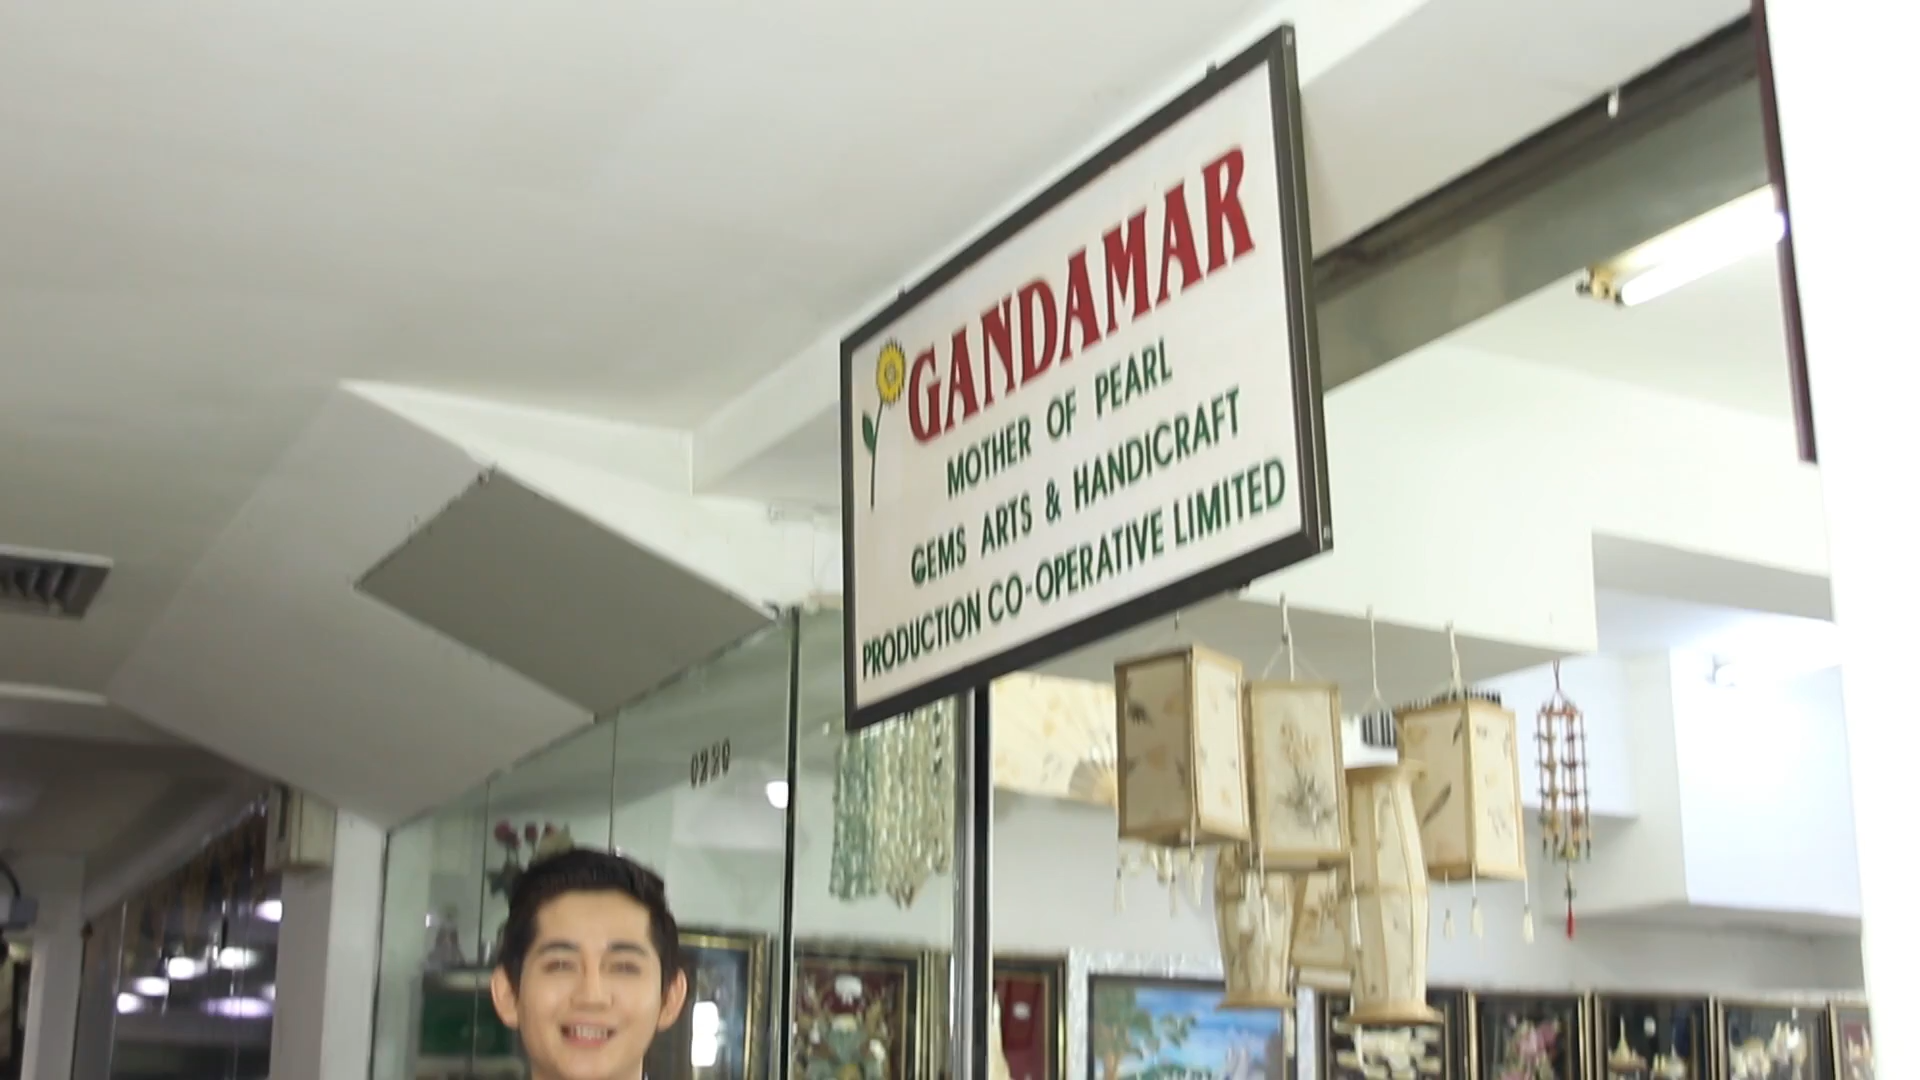 GANDAMAR
MOTHER OF PEARL
GEMS ARTS & HANDICRAFT
PRODUCTION CO-OPERATIVE LIMITED